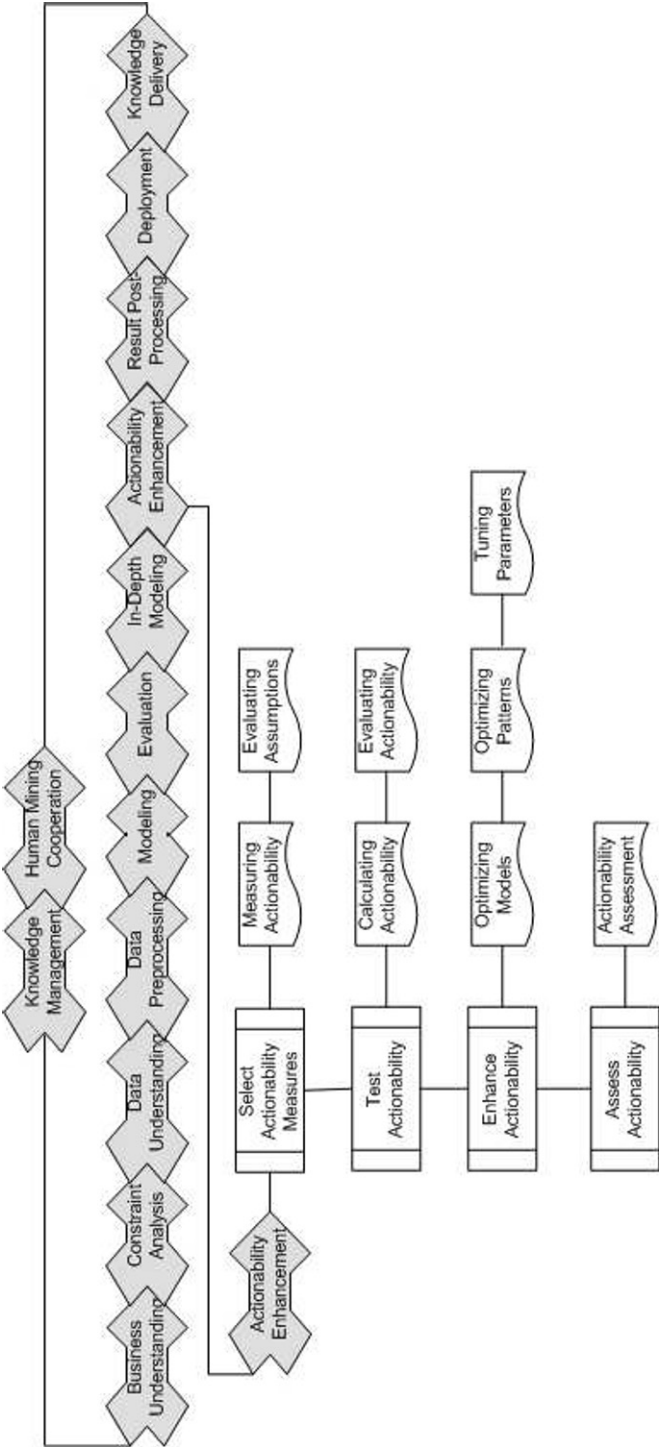 Knowledge
Management
Human Mining
Cooperation
Business
Understanding
Constraint
Analysis
Data
Understanding
Data
Preprocessing
Modeling
Evaluation
In-Depth
Modeling
Actionability
Enhancement
Result Post-
Processing
Deployment
Knowledge
Delivery
Actionability
Enhancement
Select
Actionability
Measures
Measuring
Actionability
Evaluating
Assumptions
Test
Actionability
Calculating
Actionability
Evaluating
Actionability
Enhance
Actionability
Optimizing
Models
Optimizing
Patterns
Tuning
Parameters
Assess
Actionability
Actionability
Assessment